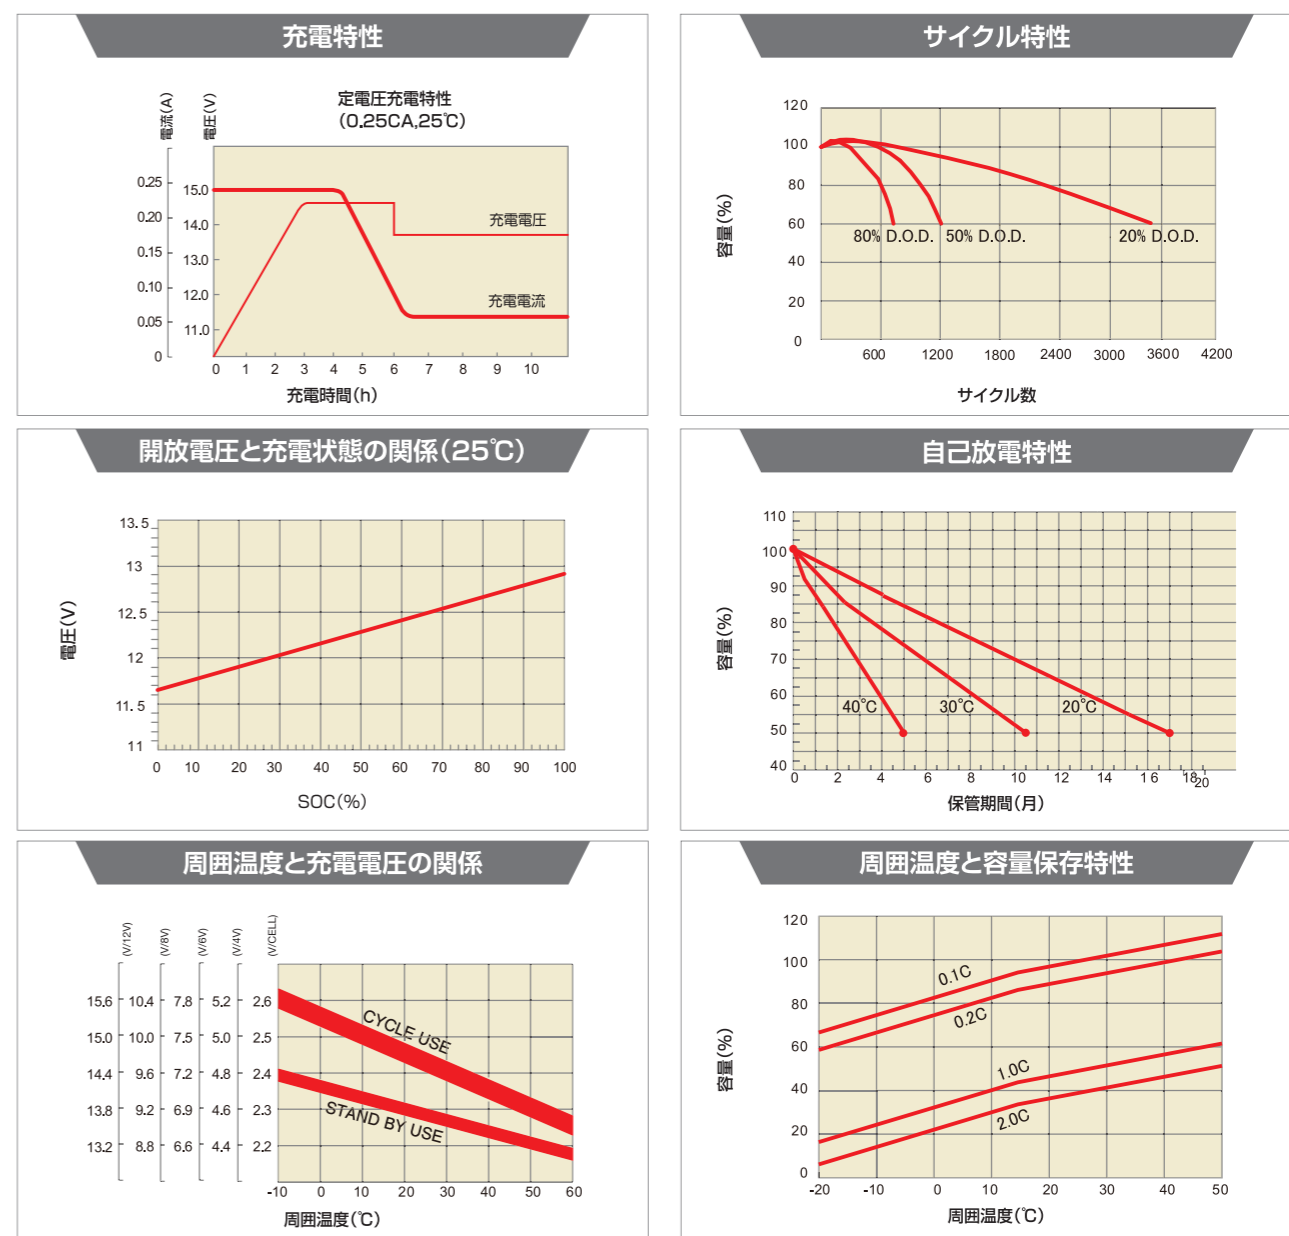 充電特性
定電圧充電特性
(0.25CA,25℃)
電流(A)
電圧(V)
0.25
0.20
0.15
0.10
0.05
0
15.0
14.0
13.0
12.0
11.0
充電電圧
充電電流
0 1 2 3 4 5 6 7 8 9 10
充電時間(h)
サイクル特性
容量(%)
120
100
80
60
40
20
0
80% D.O.D. 50% D.O.D. 20% D.O.D.
600 1200 1800 2400 3000 3600 4200
サイクル数
開放電圧と充電状態の関係(25℃)
電圧(V)
13.5
13
12.5
12
11.5
11
0 10 20 30 40 50 60 70 80 90 100
SOC(%)
自己放電特性
容量(%)
110
100
90
80
70
60
50
40
40℃ 30℃ 20℃
0 2 4 6 8 10 12 14 16 18 20
保管期間(月)
周囲温度と充電電圧の関係
(V/12V) (V/8V) (V/6V) (V/4V) (V/CELL)
15.6 10.4 7.8 5.2 2.6
15.0 10.0 7.5 5.0 2.5
14.4 9.6 7.2 4.8 2.4
13.8 9.2 6.9 4.6 2.3
13.2 8.8 6.6 4.4 2.2
CYCLE USE
STAND BY USE
-10 0 10 20 30 40 50 60
周囲温度(℃)
周囲温度と容量保存特性
容量(%)
120
100
80
60
40
20
0
0.1C
0.2C
1.0C
2.0C
-20 -10 0 10 20 30 40 50
周囲温度(℃)